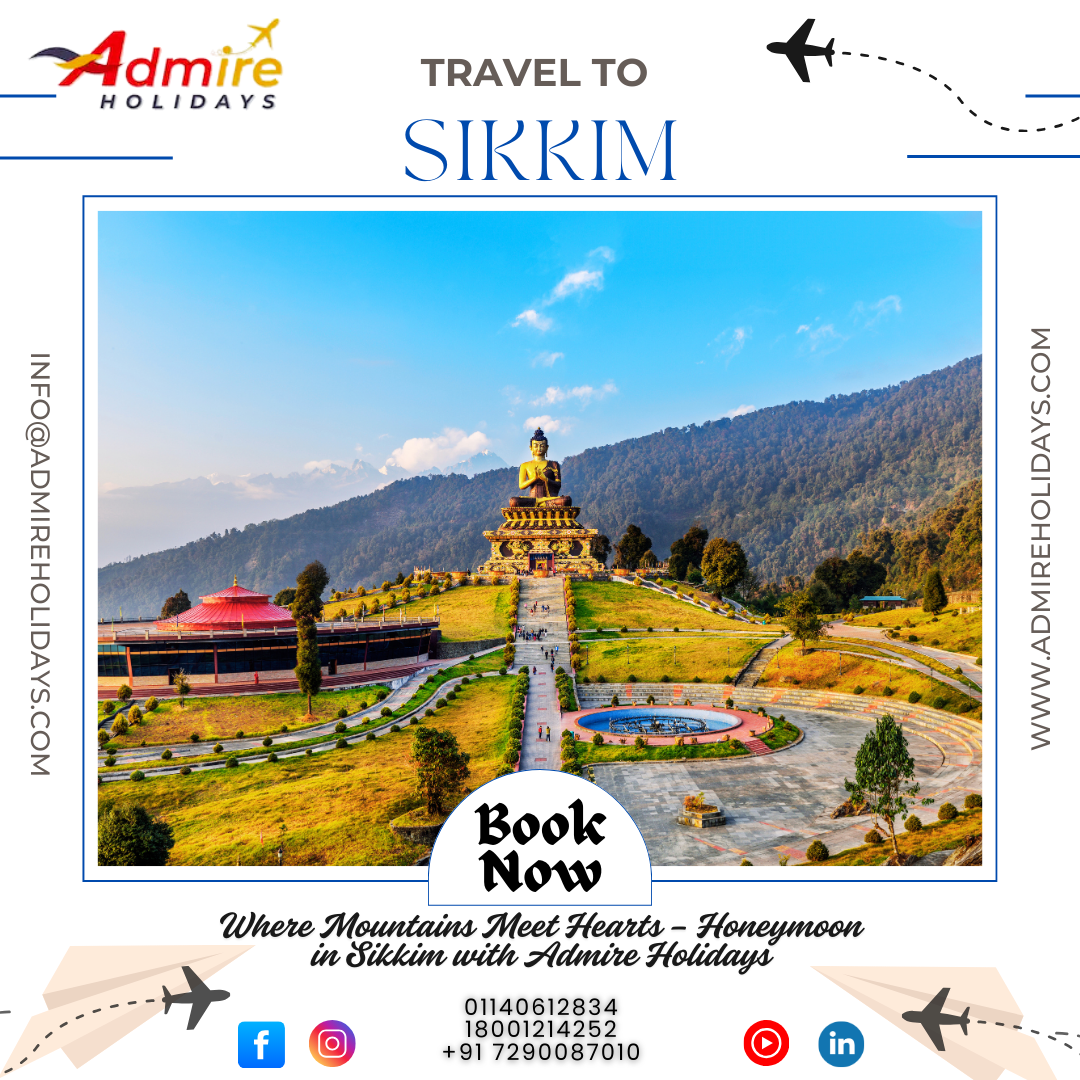 Admire
HOLIDAYS
TRAVEL TO
SIKKIM
INFO@ADMIREHOLIDAYS.COM
WWW.ADMIREHOLIDAYS.COM
Book
Now
Where Mountains Meet Hearts – Honeymoon
in Sikkim with Admire Holidays
01140612834
18001214252
+91 7290087010
f
in